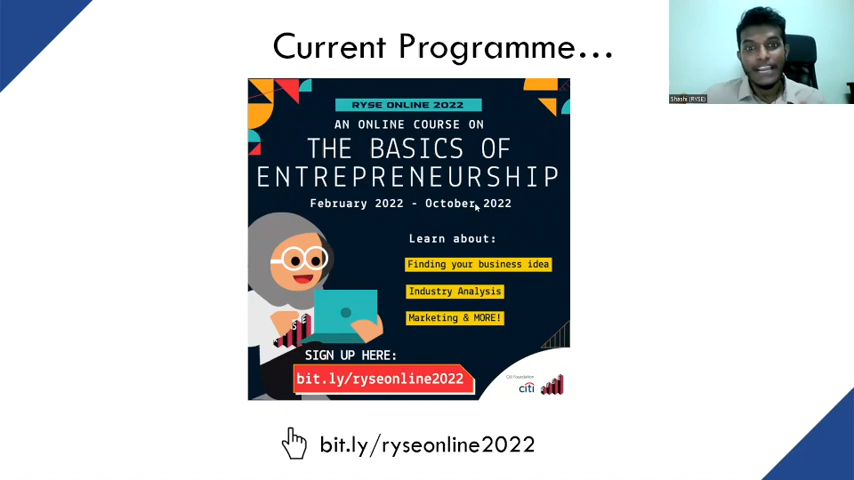 Current Programme...
Shashi (RYSE)
RYSE ONLINE 2022
AN ONLINE COURSE ON
THE BASICS OF
ENTREPRENEURSHIP
February 2022 - October 2022
Learn about:
Finding your business idea
Industry Analysis
Marketing & MORE!
SIGN UP HERE:
bit.ly/ryseonline2022
Citi Foundation
citi
bit.ly/ryseonline2022